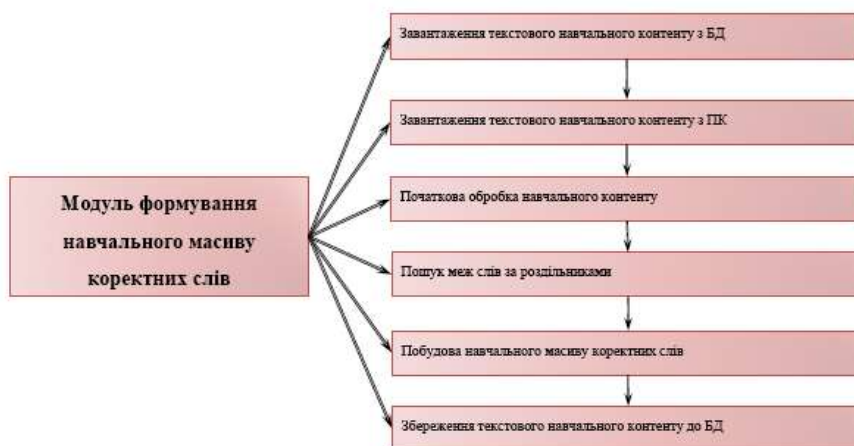 Завантаження текстового навчального контенту з БД
Завантаження текстового навчального контенту з ПК
Модуль формування
навчального масиву
коректних слів
Початкова обробка навчального контенту
Пошук меж слів за роздільниками
Побудова навчального масиву коректних слів
Збереження текстового навчального контенту до БД